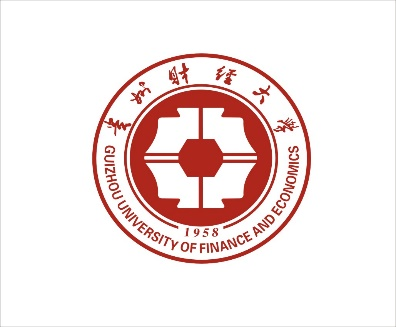 贵州财经大学
1958
GUIZHOU UNIVERSITY OF FINANCE AND ECONOMICS